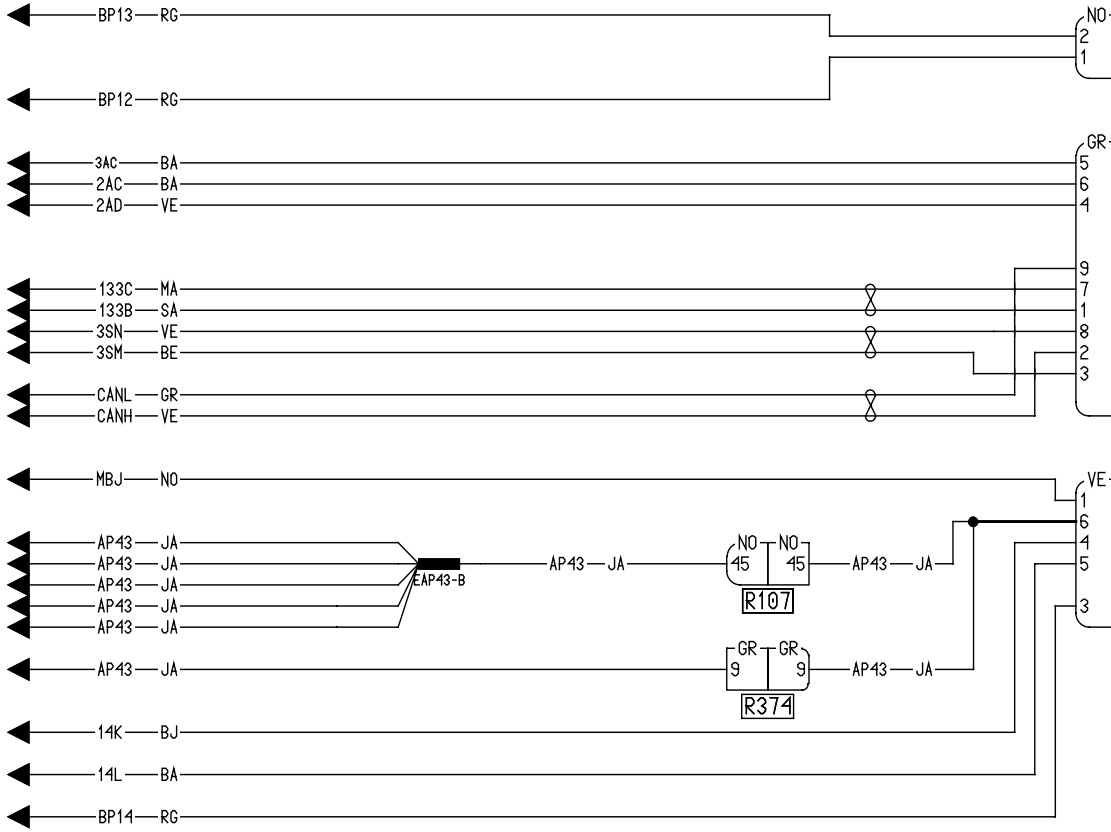 BP13 RG NO
2
1
BP12 RG
GR
3AC BA 5
2AC BA 6
2AD VE 4
9
133C MA 7
133B SA 1
3SN VE 8
3SM BE 2
3
CANL GR
CANH VE
MBJ NO VE
1
6
AP43 JA NO NO 4
AP43 JA AP43 JA 45 45 AP43 JA 5
AP43 JA EAP43-B
AP43 JA R107 3
AP43 JA
GR GR
AP43 JA 9 9 AP43 JA
R374
14K BJ
14L BA
BP14 RG